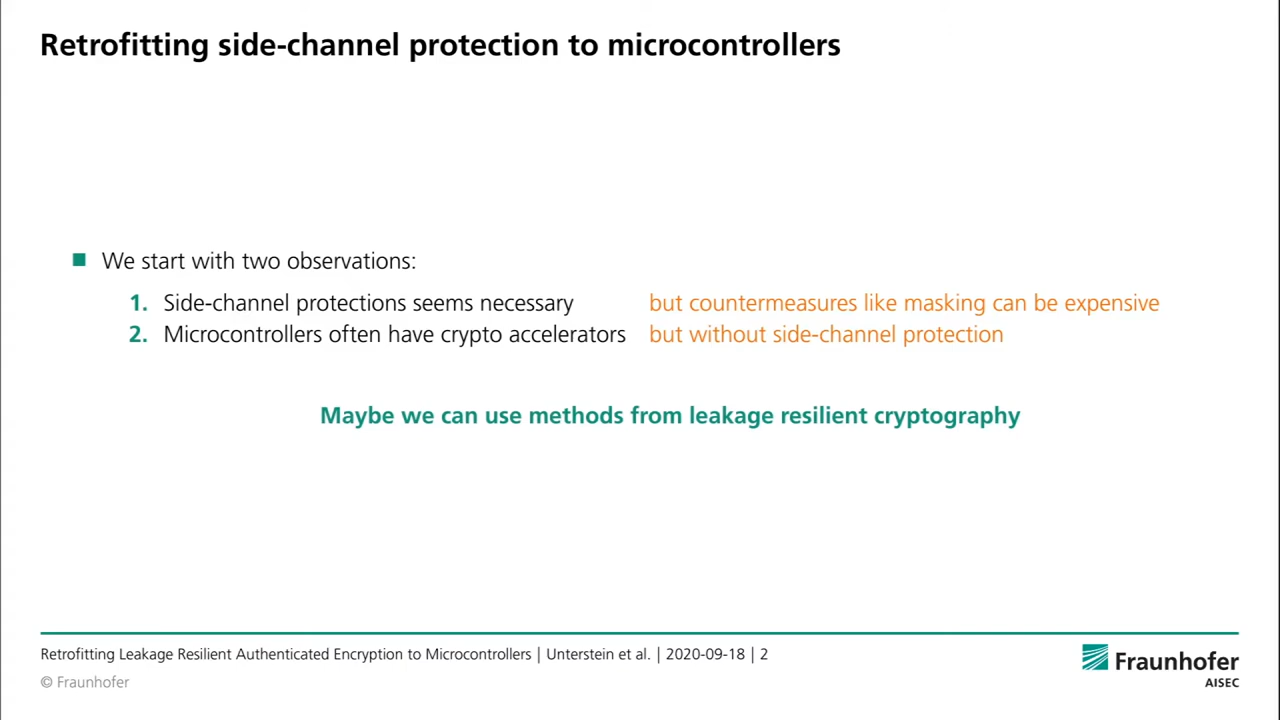 Retrofitting side-channel protection to microcontrollers
We start with two observations:
1. Side-channel protections seems necessary but countermeasures like masking can be expensive
2. Microcontrollers often have crypto accelerators but without side-channel protection
Maybe we can use methods from leakage resilient cryptography
Retrofitting Leakage Resilient Authenticated Encryption to Microcontrollers | Unterstein et al. | 2020-09-18 | 2
© Fraunhofer
Fraunhofer
AISEC